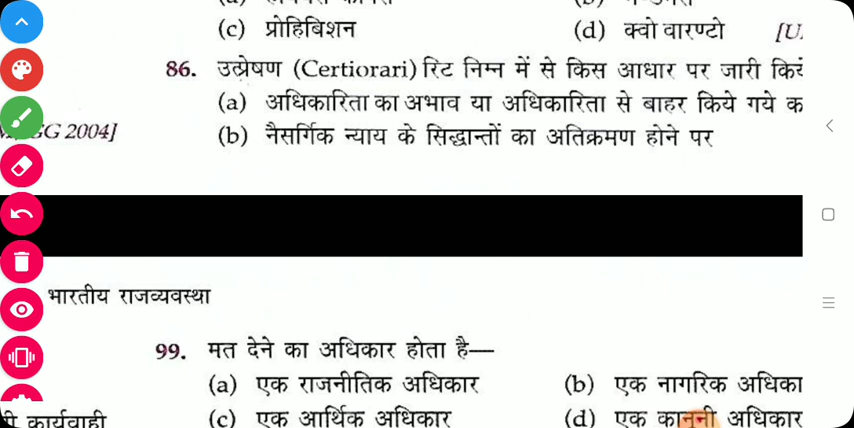 (c) प्रोहिबिशन (d) क्वो वारण्टो [U
86. उत्प्रेषण (Certiorari) रिट निम्न में से किस आधार पर जारी
(a) अधिकारिता का अभाव या अधिकारिता से बाहर किये गये
GG 2004]
(b) नैसर्गिक न्याय के सिद्धान्तों का अतिक्रमण होने पर
भारतीय राजव्यवस्था
99. मत देने का अधिकार होता है—
(a) एक राजनीतिक अधिकार (b) एक नागरिक
कार्यवाही
(c) एक आर्थिक अधिकार (d) एक कानूनी अधिकार